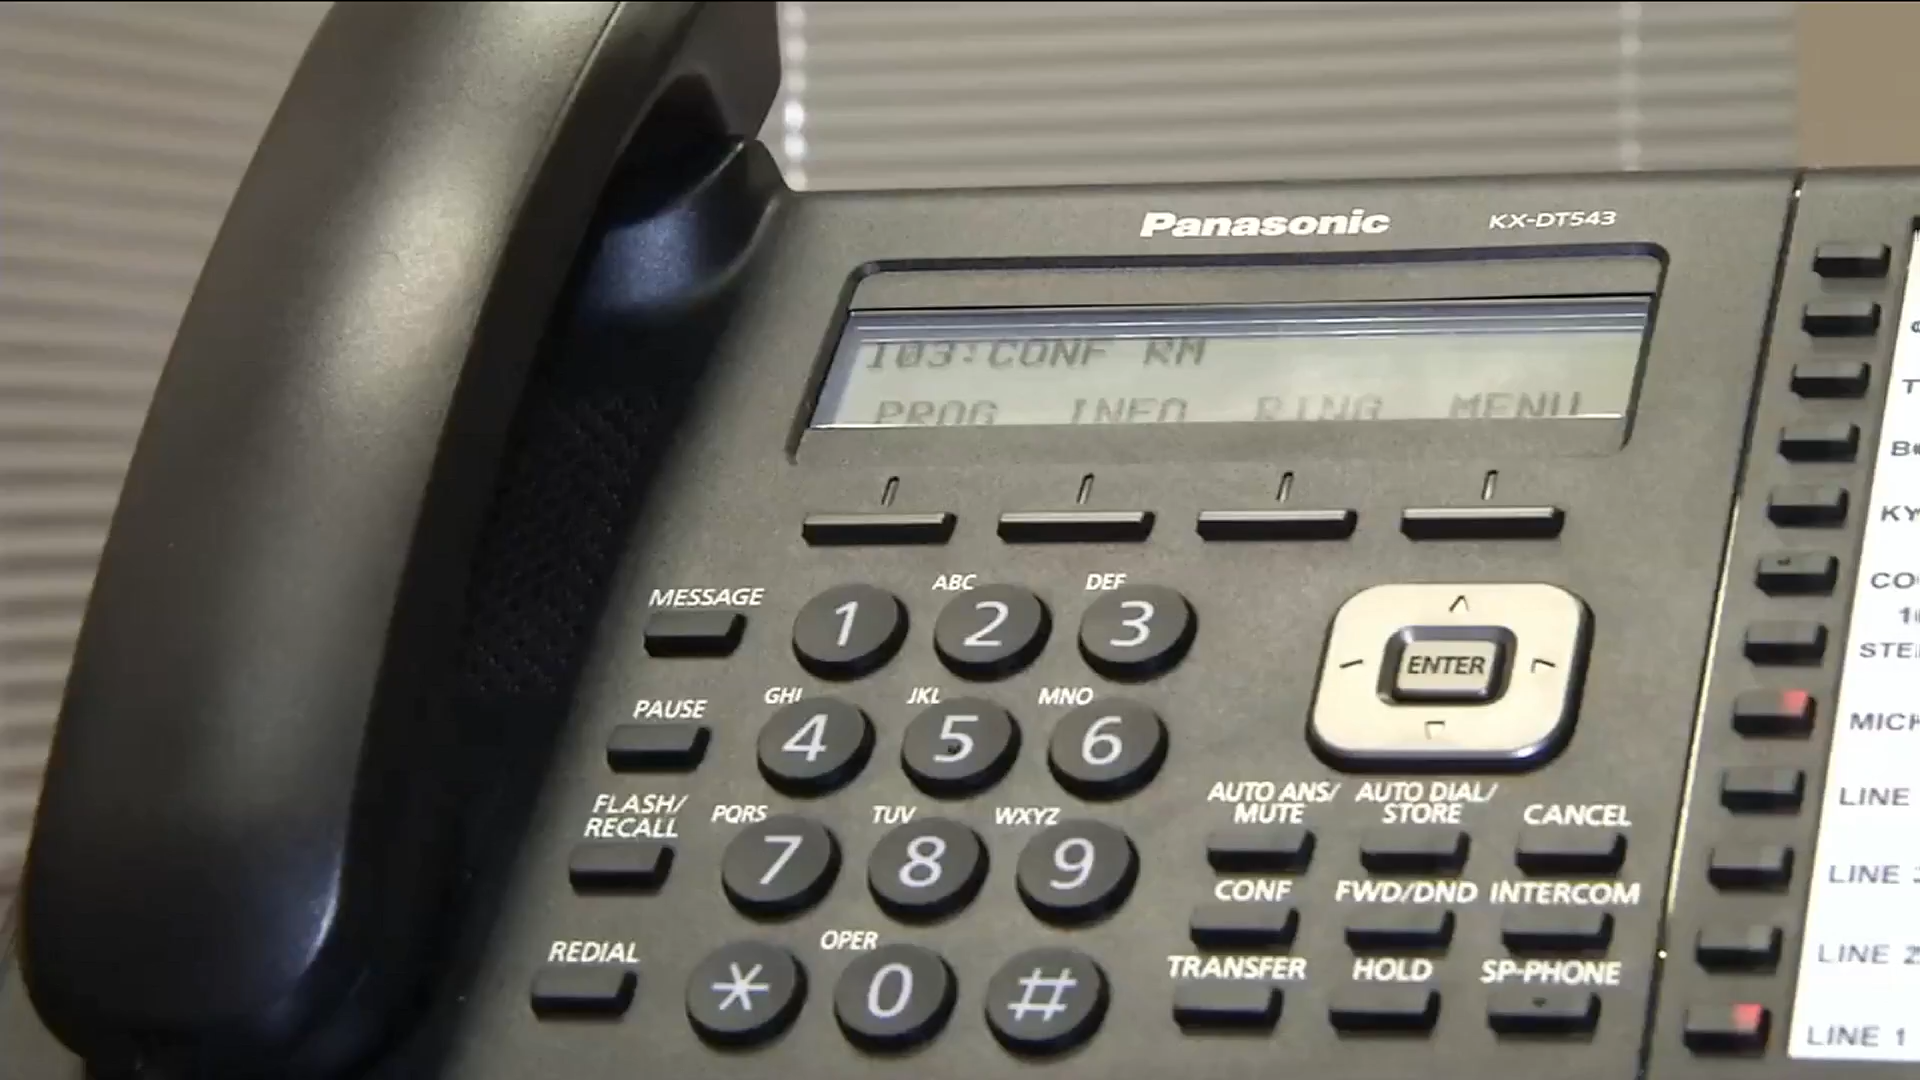 Panasonic KX-DT543
103:CONF RM
PROG INFO RING MENU
MESSAGE
1
ABC
2
DEF
3
ENTER
PAUSE
GHI
4
JKL
5
MNO
6
FLASH/
RECALL
PQRS
7
TUV
8
WXYZ
9
AUTO ANS/
MUTE
AUTO DIAL/
STORE
CANCEL
CONF
FWD/DND
INTERCOM
REDIAL
*
OPER
0
#
TRANSFER
HOLD
SP-PHONE
LINE
LINE
LINE 2
LINE 1